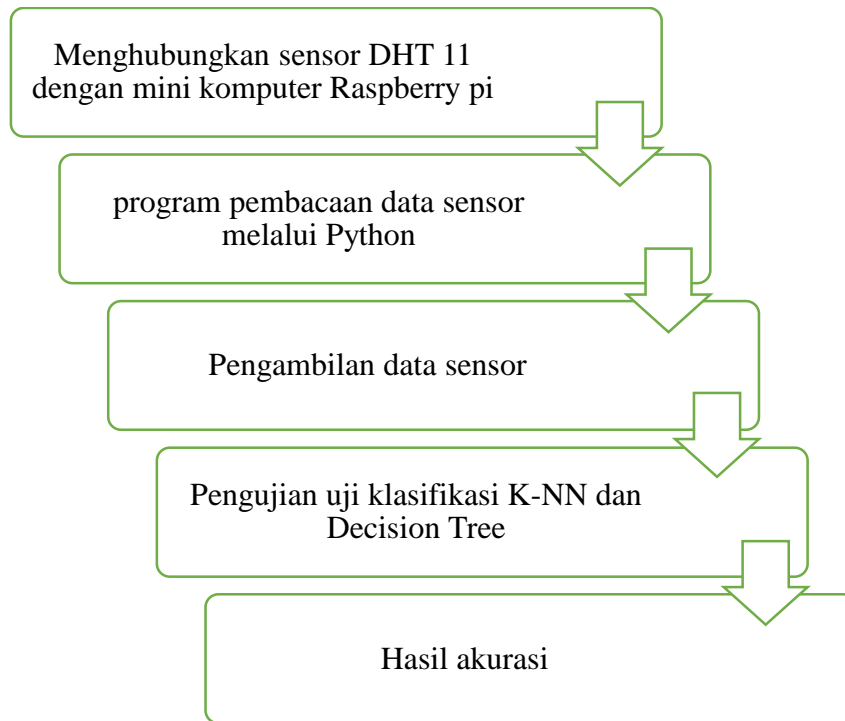 Menghubungkan sensor DHT 11
dengan mini komputer Raspberry pi
program pembacaan data sensor
melalui Python
Pengambilan data sensor
Pengujian uji klasifikasi K-NN dan
Decision Tree
Hasil akurasi